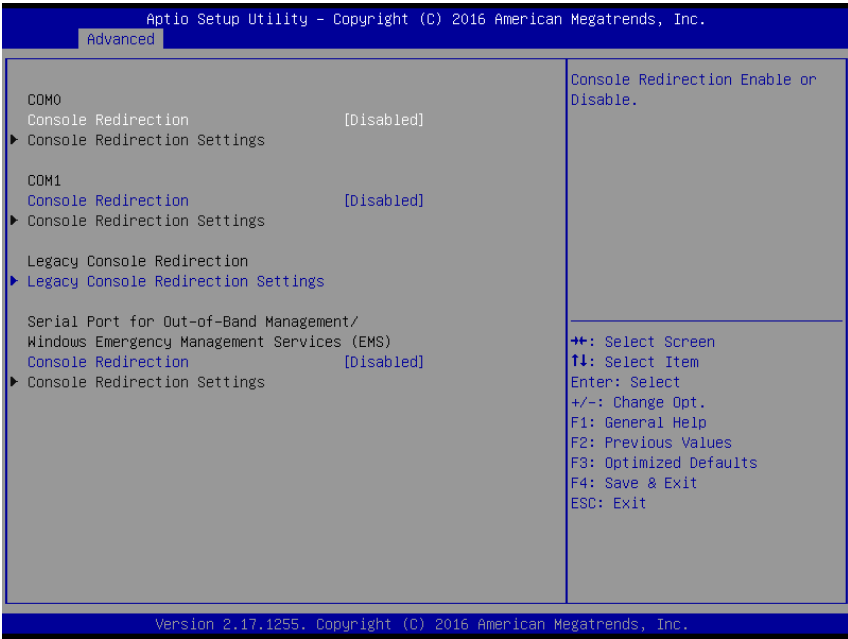 Aptio Setup Utility – Copyright (C) 2016 American Megatrends, Inc.
Advanced
COM0
Console Redirection [Disabled]
▶ Console Redirection Settings
COM1
Console Redirection [Disabled]
▶ Console Redirection Settings
Legacy Console Redirection
▶ Legacy Console Redirection Settings
Serial Port for Out-of-Band Management/
Windows Emergency Management Services (EMS)
Console Redirection [Disabled]
▶ Console Redirection Settings
Console Redirection Enable or
Disable.
→←: Select Screen
↑↓: Select Item
Enter: Select
+/-: Change Opt.
F1: General Help
F2: Previous Values
F3: Optimized Defaults
F4: Save & Exit
ESC: Exit
Version 2.17.1255. Copyright (C) 2016 American Megatrends, Inc.